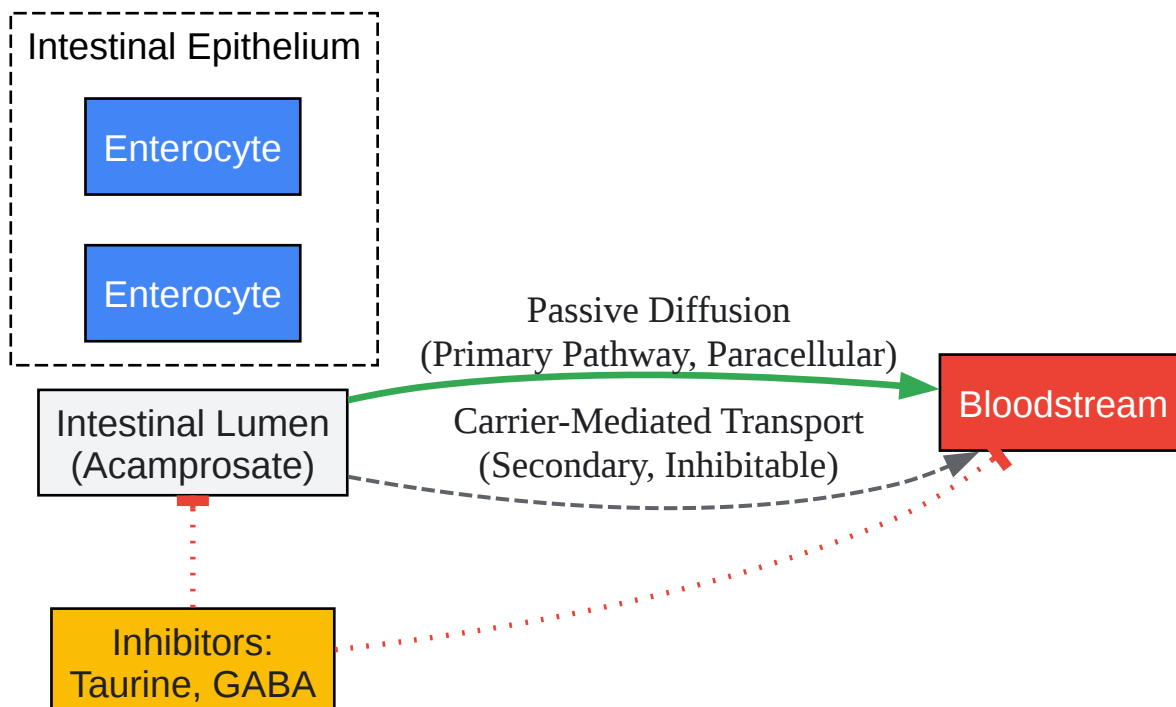 Intestinal Epithelium
Enterocyte
Enterocyte
Passive Diffusion
(Primary Pathway, Paracellular)
Intestinal Lumen
(Acamprosate)
Carrier-Mediated Transport
(Secondary, Inhibitable)
Bloodstream
Inhibitors:
Taurine, GABA